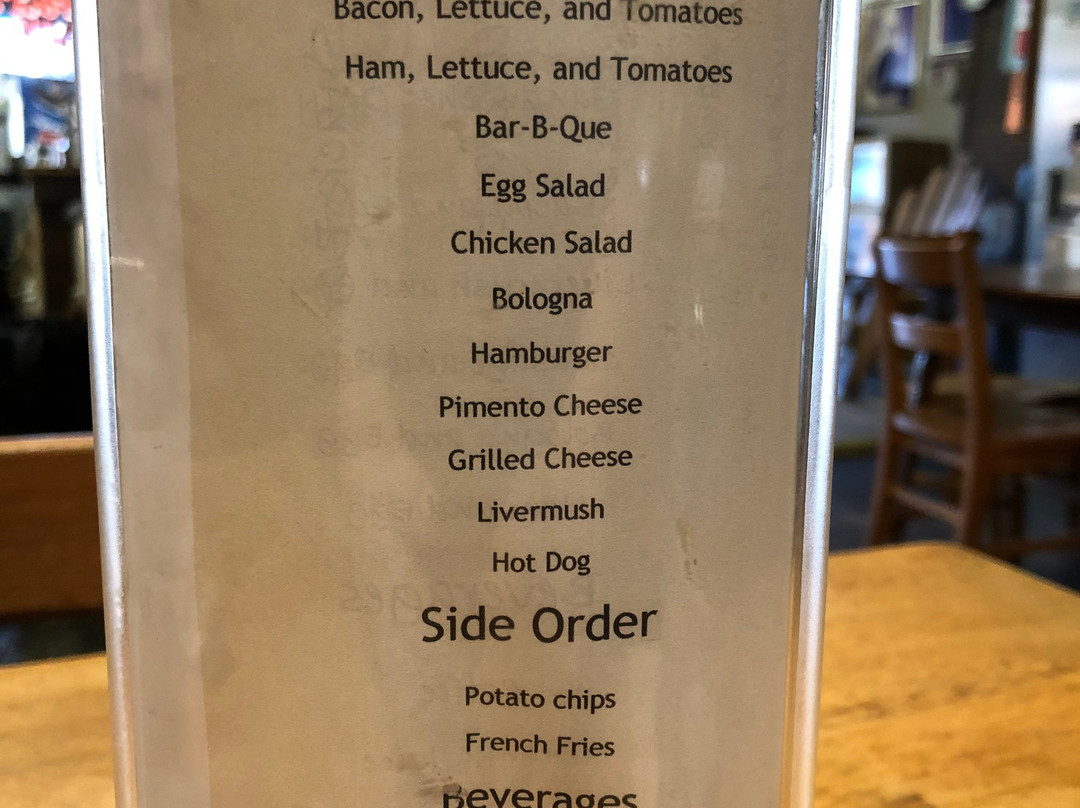 Bacon, Lettuce, and Tomatoes
Ham, Lettuce, and Tomatoes
Bar-B-Que
Egg Salad
Chicken Salad
Bologna
Hamburger
Pimento Cheese
Grilled Cheese
Livermush
Hot Dog
Side Order
Potato chips
French Fries
Beverages